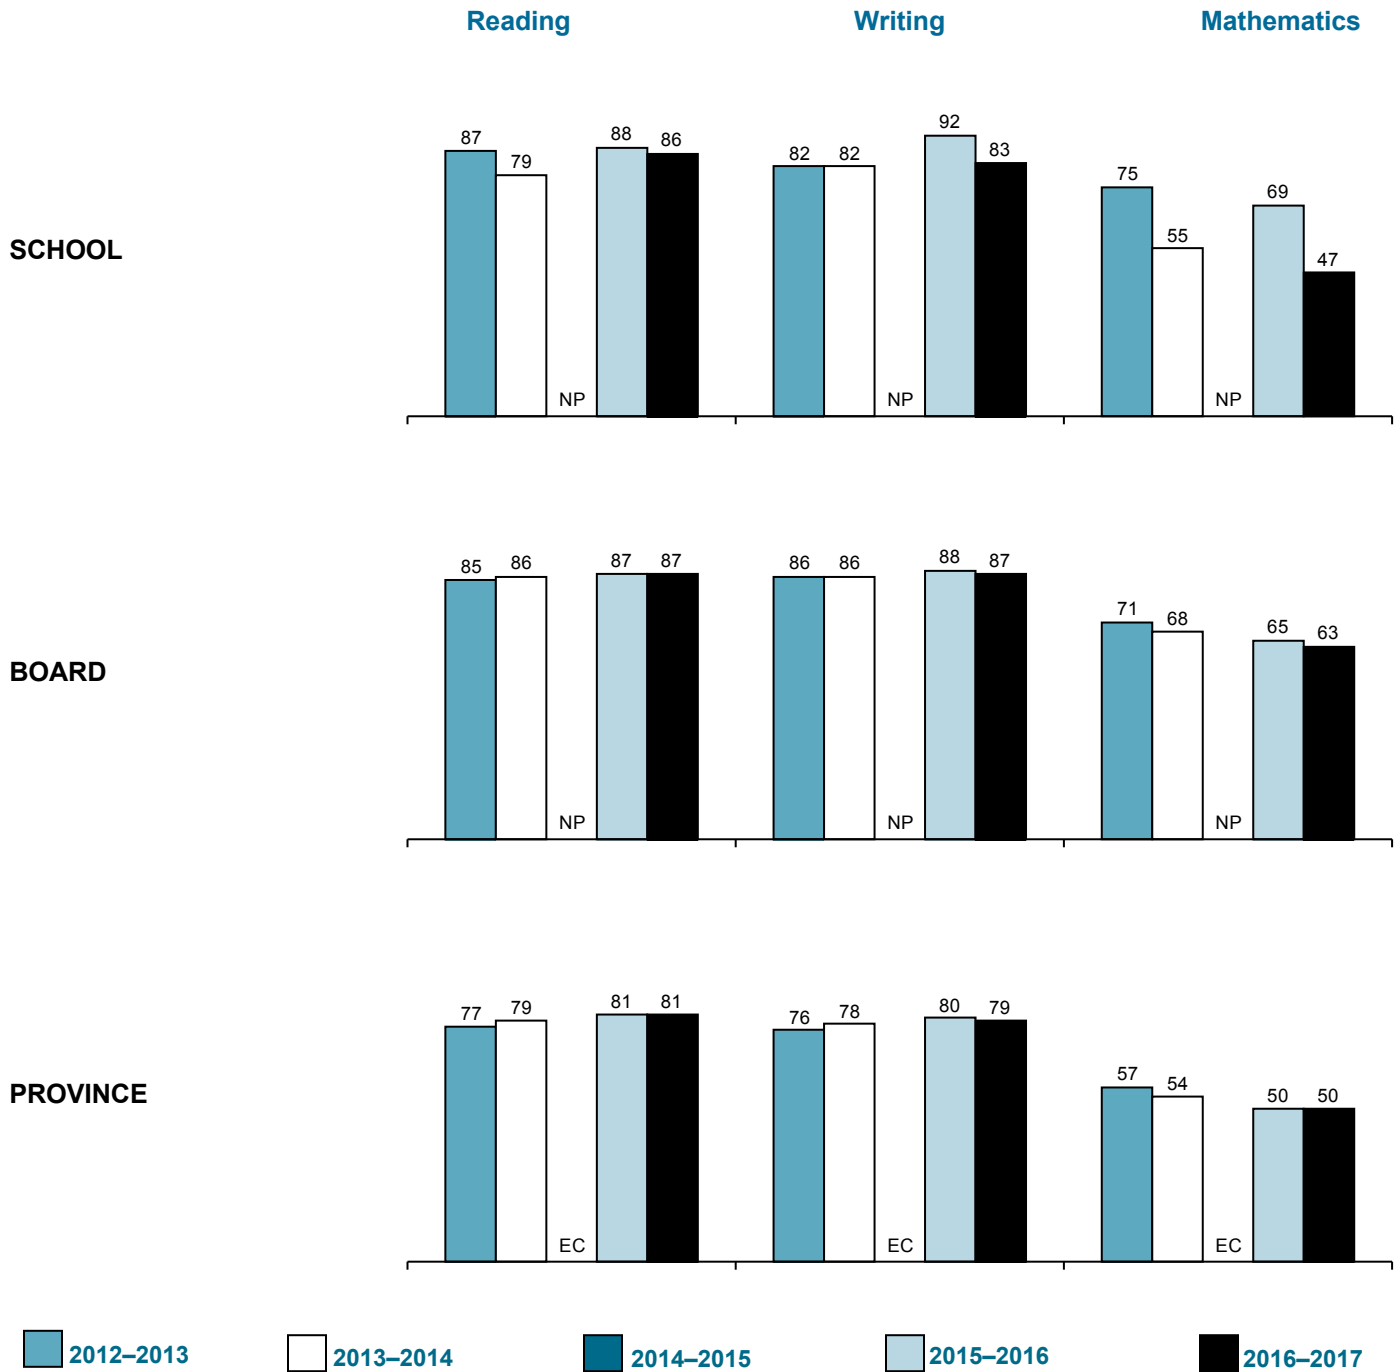 Reading Writing Mathematics
SCHOOL
87 79 NP 88 86 82 82 NP 92 83 75 55 NP 69 47
BOARD
85 86 NP 87 87 86 86 NP 88 87 71 68 NP 65 63
PROVINCE
77 79 EC 81 81 76 78 EC 80 79 57 54 EC 50 50
2012–2013 2013–2014 2014–2015 2015–2016 2016–2017